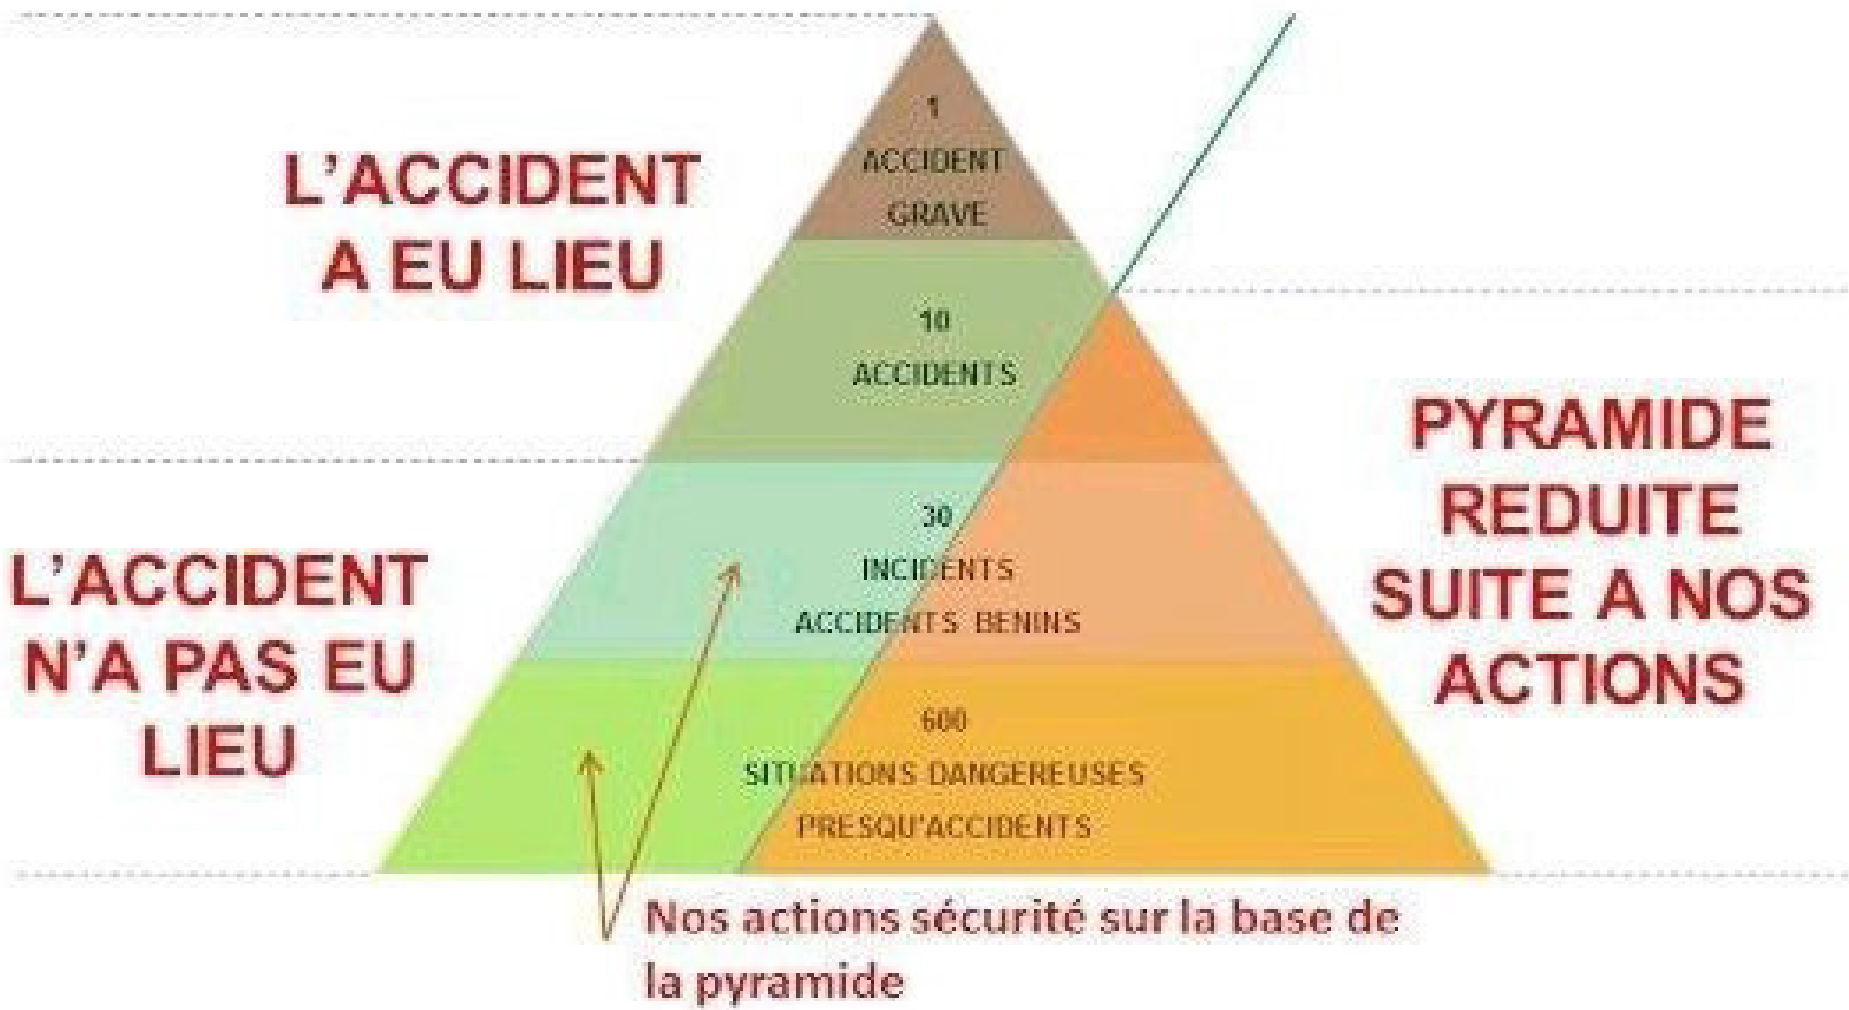 L'ACCIDENT
A EU LIEU
1
ACCIDENT
GRAVE
10
ACCIDENTS
30
INCIDENTS
ACCIDENTS BENINS
600
SITUATIONS DANGEREUSES
PRESQU'ACCIDENTS
L'ACCIDENT
N'A PAS EU
LIEU
PYRAMIDE
REDUITE
SUITE A NOS
ACTIONS
Nos actions sécurité sur la base de
la pyramide